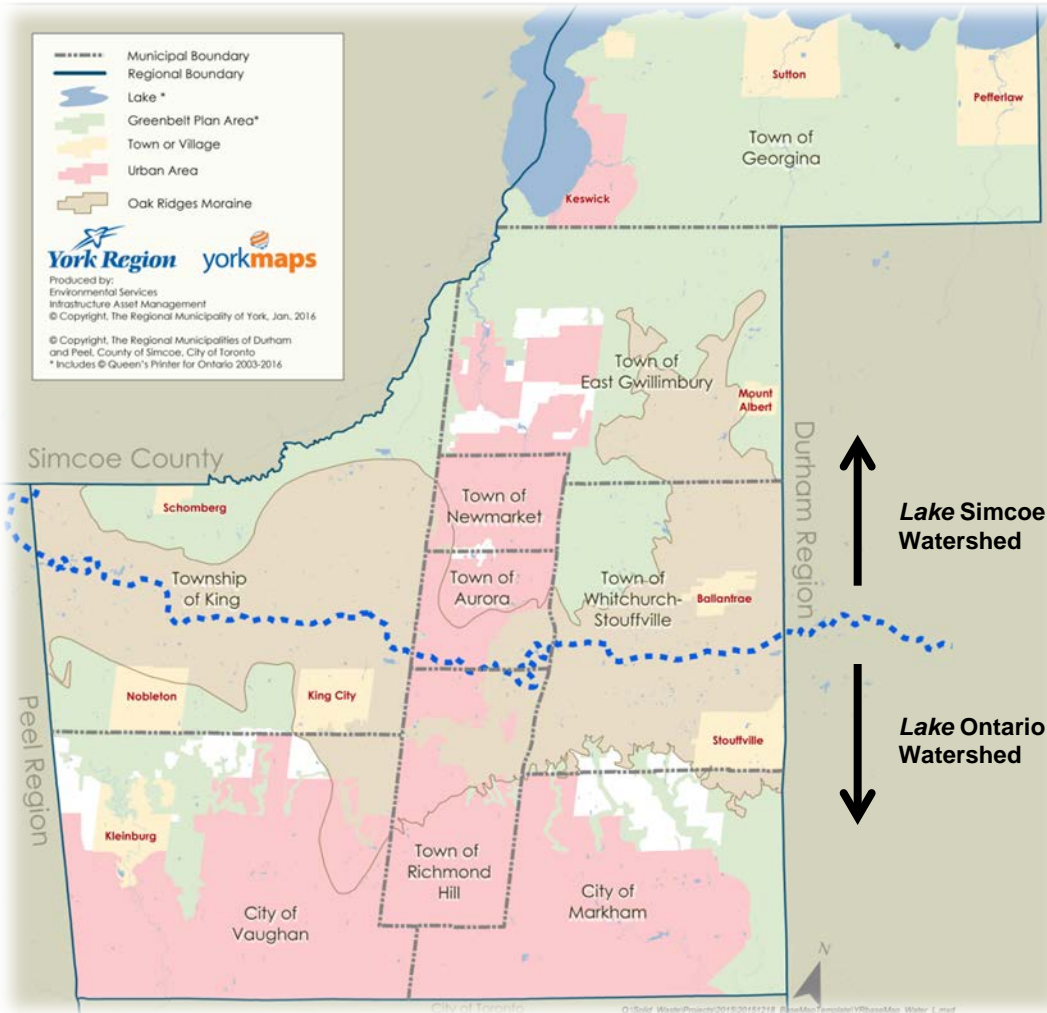 Municipal Boundary
Regional Boundary
Lake *
Greenbelt Plan Area*
Town or Village
Urban Area
Oak Ridges Moraine
York Region
yorkmaps
Produced by:
Environmental Services
Infrastructure Asset Management
© Copyright, The Regional Municipality of York, Jan. 2016
© Copyright, The Regional Municipalities of Durham
and Peel, County of Simcoe, City of Toronto
* Includes © Queen's Printer for Ontario 2003-2016
Sutton
Pefferlaw
Town of
Georgina
Keswick
Town of
East Gwillimbury
Mount
Albert
Simcoe County
Durham Region
Schomberg
Town of
Newmarket
Lake Simcoe
Watershed
Township
of King
Town of
Aurora
Town of
Whitchurch-
Stouffville
Ballantrae
Peel Region
Nobleton
King City
Stouffville
Lake Ontario
Watershed
Kleinburg
Town of
Richmond
Hill
City of
Vaughan
City of
Markham
N
City of Toronto